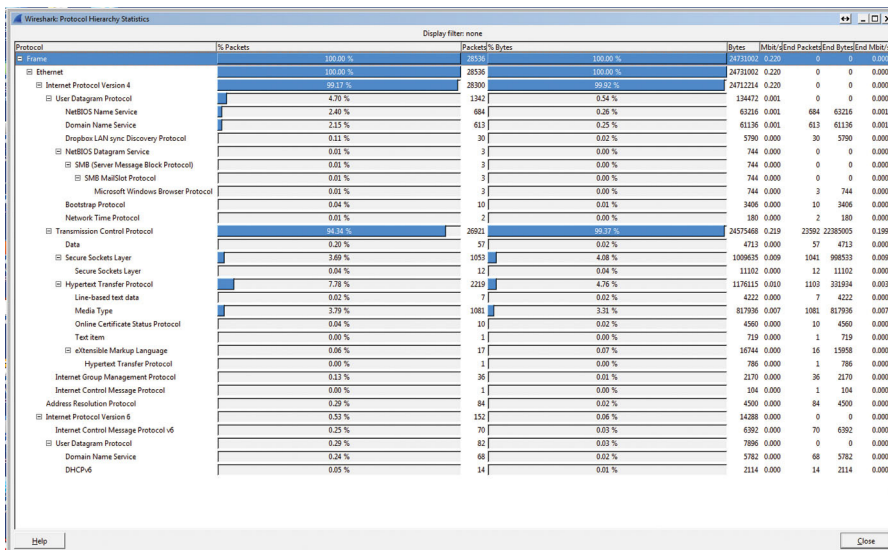 Wireshark: Protocol Hierarchy Statistics
Display filter: none
Protocol % Packets Packets % Bytes Bytes Mbit/s End Packets End Bytes End Mbit/s
Frame 100.00 % 28536 100.00 % 24731002 0.220 0 0 0.000
Ethernet 100.00 % 28536 100.00 % 24731002 0.220 0 0 0.000
Internet Protocol Version 4 99.17 % 28300 99.92 % 24712214 0.220 0 0 0.000
User Datagram Protocol 4.70 % 1342 0.54 % 134472 0.001 0 0 0.000
NetBIOS Name Service 2.40 % 684 0.26 % 63216 0.001 684 63216 0.001
Domain Name Service 2.15 % 613 0.25 % 61136 0.001 613 61136 0.001
Dropbox LAN sync Discovery Protocol 0.11 % 30 0.02 % 5790 0.000 30 5790 0.000
NetBIOS Datagram Service 0.01 % 3 0.00 % 744 0.000 0 0 0.000
SMB (Server Message Block Protocol) 0.01 % 3 0.00 % 744 0.000 0 0 0.000
SMB MailSlot Protocol 0.01 % 3 0.00 % 744 0.000 0 0 0.000
Microsoft Windows Browser Protocol 0.01 % 3 0.00 % 744 0.000 3 744 0.000
Bootstrap Protocol 0.04 % 10 0.01 % 3406 0.000 10 3406 0.000
Network Time Protocol 0.01 % 2 0.00 % 180 0.000 2 180 0.000
Transmission Control Protocol 94.34 % 26921 99.37 % 24575468 0.219 23592 22385005 0.199
Data 0.20 % 57 0.02 % 4713 0.000 57 4713 0.000
Secure Sockets Layer 3.69 % 1053 4.08 % 1009635 0.009 1041 998533 0.009
Secure Sockets Layer 0.04 % 12 0.04 % 11102 0.000 12 11102 0.000
Hypertext Transfer Protocol 7.78 % 2219 4.76 % 1176115 0.010 1103 331934 0.003
Line-based text data 0.02 % 7 0.02 % 4222 0.000 7 4222 0.000
Media Type 3.79 % 1081 3.31 % 817936 0.007 1081 817936 0.007
Online Certificate Status Protocol 0.04 % 10 0.02 % 4560 0.000 10 4560 0.000
Text item 0.00 % 1 0.00 % 719 0.000 1 719 0.000
eXtensible Markup Language 0.06 % 17 0.07 % 16744 0.000 16 15958 0.000
Hypertext Transfer Protocol 0.00 % 1 0.00 % 786 0.000 1 786 0.000
Internet Group Management Protocol 0.13 % 36 0.01 % 2170 0.000 36 2170 0.000
Internet Control Message Protocol 0.00 % 1 0.00 % 104 0.000 1 104 0.000
Address Resolution Protocol 0.29 % 84 0.02 % 4500 0.000 84 4500 0.000
Internet Protocol Version 6 0.53 % 152 0.06 % 14288 0.000 0 0 0.000
Internet Control Message Protocol v6 0.25 % 70 0.03 % 6392 0.000 70 6392 0.000
User Datagram Protocol 0.29 % 82 0.03 % 7896 0.000 0 0 0.000
Domain Name Service 0.24 % 68 0.02 % 5782 0.000 68 5782 0.000
DHCPv6 0.05 % 14 0.01 % 2114 0.000 14 2114 0.000
Help Close